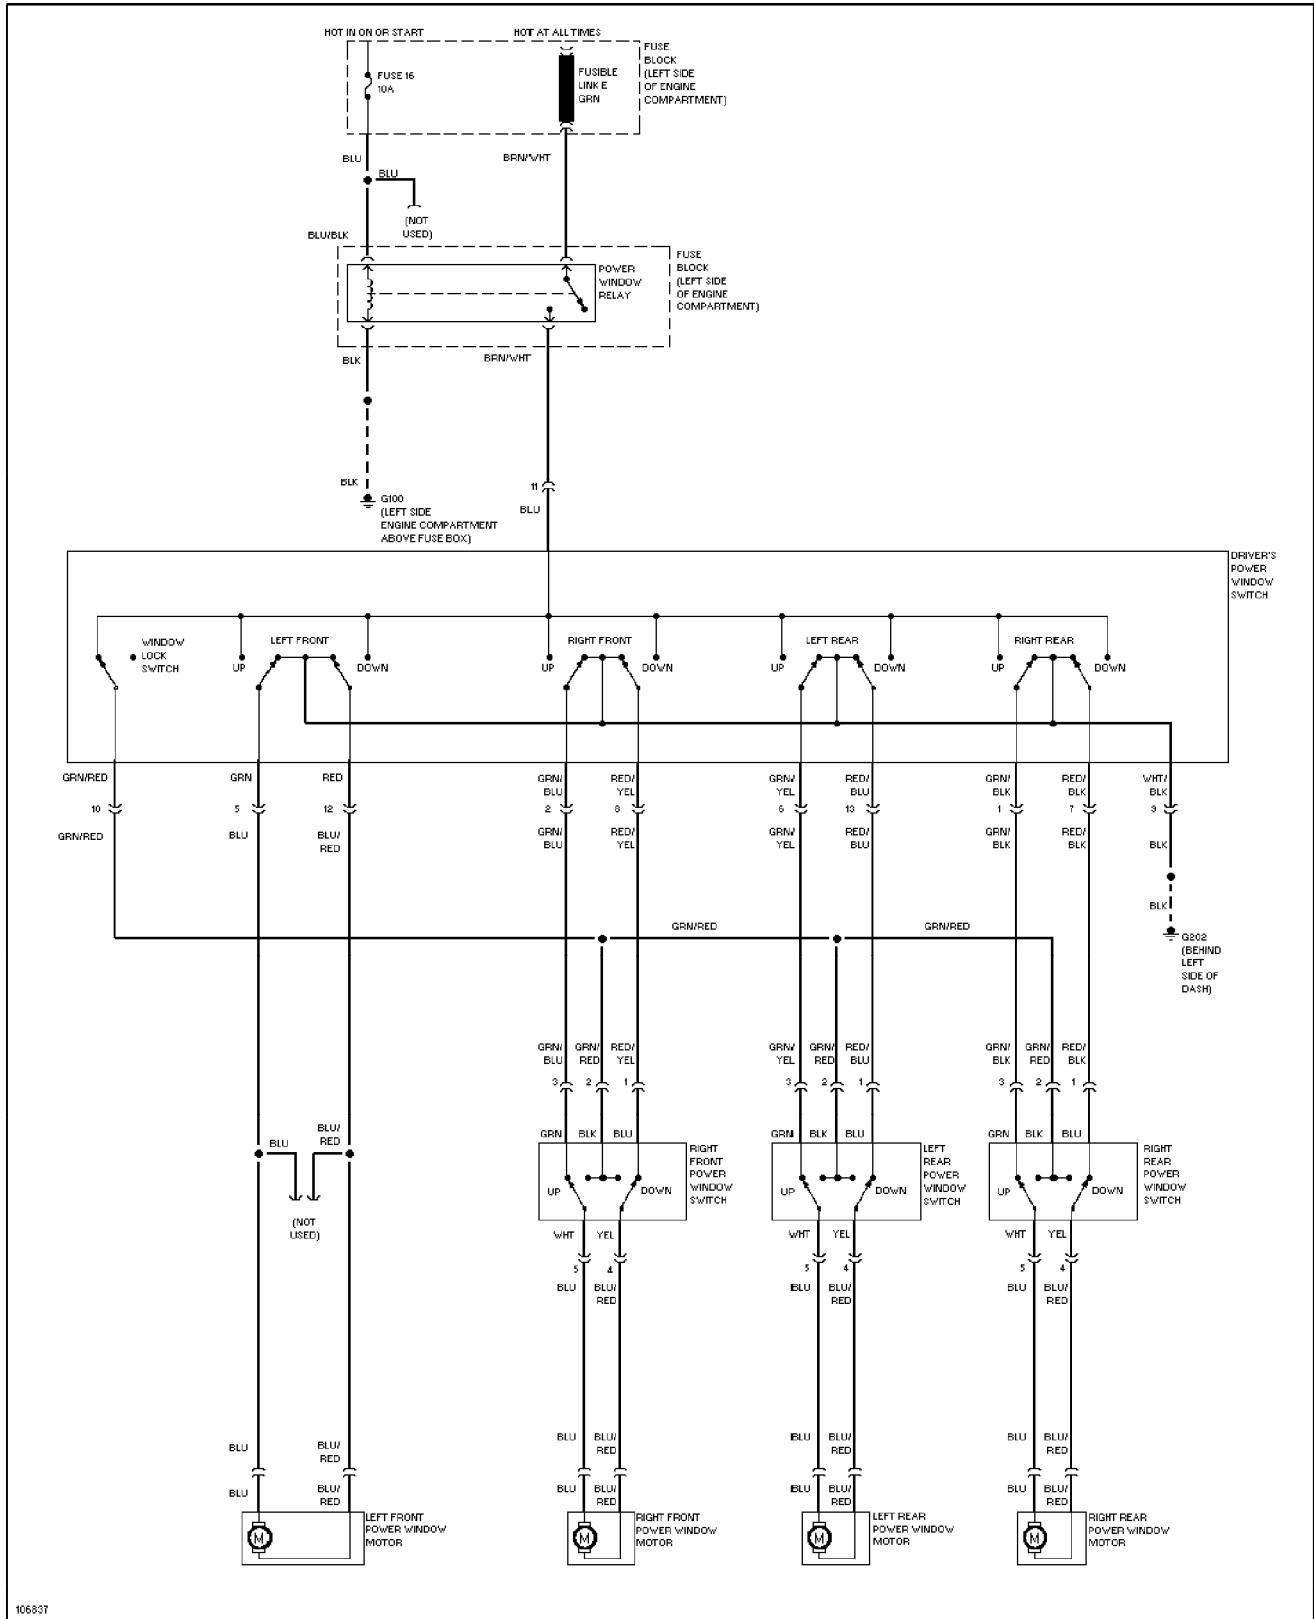 HOT IN ON OR START
HOT AT ALL TIMES
FUSE 16
10A
FUSIBLE
LINK E
GRN
FUSE
BLOCK
(LEFT SIDE
OF ENGINE
COMPARTMENT)
BLU
BRN/WHT
BLU
(NOT
USED)
BLU/BLK
POWER
WINDOW
RELAY
FUSE
BLOCK
(LEFT SIDE
OF ENGINE
COMPARTMENT)
BLK
BRN/WHT
BLK
G100
(LEFT SIDE
ENGINE COMPARTMENT
ABOVE FUSE BOX)
11
BLU
DRIVER'S
POWER
WINDOW
SWITCH
WINDOW
LOCK
SWITCH
UP
LEFT FRONT
DOWN
UP
RIGHT FRONT
DOWN
UP
LEFT REAR
DOWN
UP
RIGHT REAR
DOWN
GRN/RED
GRN
RED
GRN/
BLU
RED/
YEL
GRN/
YEL
RED/
BLU
GRN/
BLK
RED/
BLK
WHT/
BLK
10
5
12
2
8
6
13
1
7
3
GRN/RED
BLU
BLU/
RED
GRN/
BLU
RED/
YEL
GRN/
YEL
RED/
BLU
GRN/
BLK
RED/
BLK
BLK
BLK
G202
(BEHIND
LEFT
SIDE OF
DASH)
GRN/RED
GRN/RED
GRN/
BLU
GRN/
RED
RED/
YEL
GRN/
YEL
GRN/
RED
RED/
BLU
GRN/
BLK
GRN/
RED
RED/
BLK
3
2
1
3
2
1
3
2
1
BLU
BLU/
RED
(NOT
USED)
GRN
BLK
BLU
GRN
BLK
BLU
GRN
BLK
BLU
UP
DOWN
RIGHT
FRONT
POWER
WINDOW
SWITCH
UP
DOWN
LEFT
REAR
POWER
WINDOW
SWITCH
UP
DOWN
RIGHT
REAR
POWER
WINDOW
SWITCH
WHT
YEL
WHT
YEL
WHT
YEL
5
4
5
4
5
4
BLU
BLU/
RED
BLU
BLU/
RED
BLU
BLU/
RED
BLU
BLU/
RED
BLU
BLU/
RED
BLU
BLU/
RED
BLU
BLU/
RED
BLU
BLU/
RED
BLU
BLU/
RED
BLU
BLU/
RED
BLU
BLU/
RED
M
LEFT FRONT
POWER WINDOW
MOTOR
M
RIGHT FRONT
POWER WINDOW
MOTOR
M
LEFT REAR
POWER WINDOW
MOTOR
M
RIGHT REAR
POWER WINDOW
MOTOR
106837